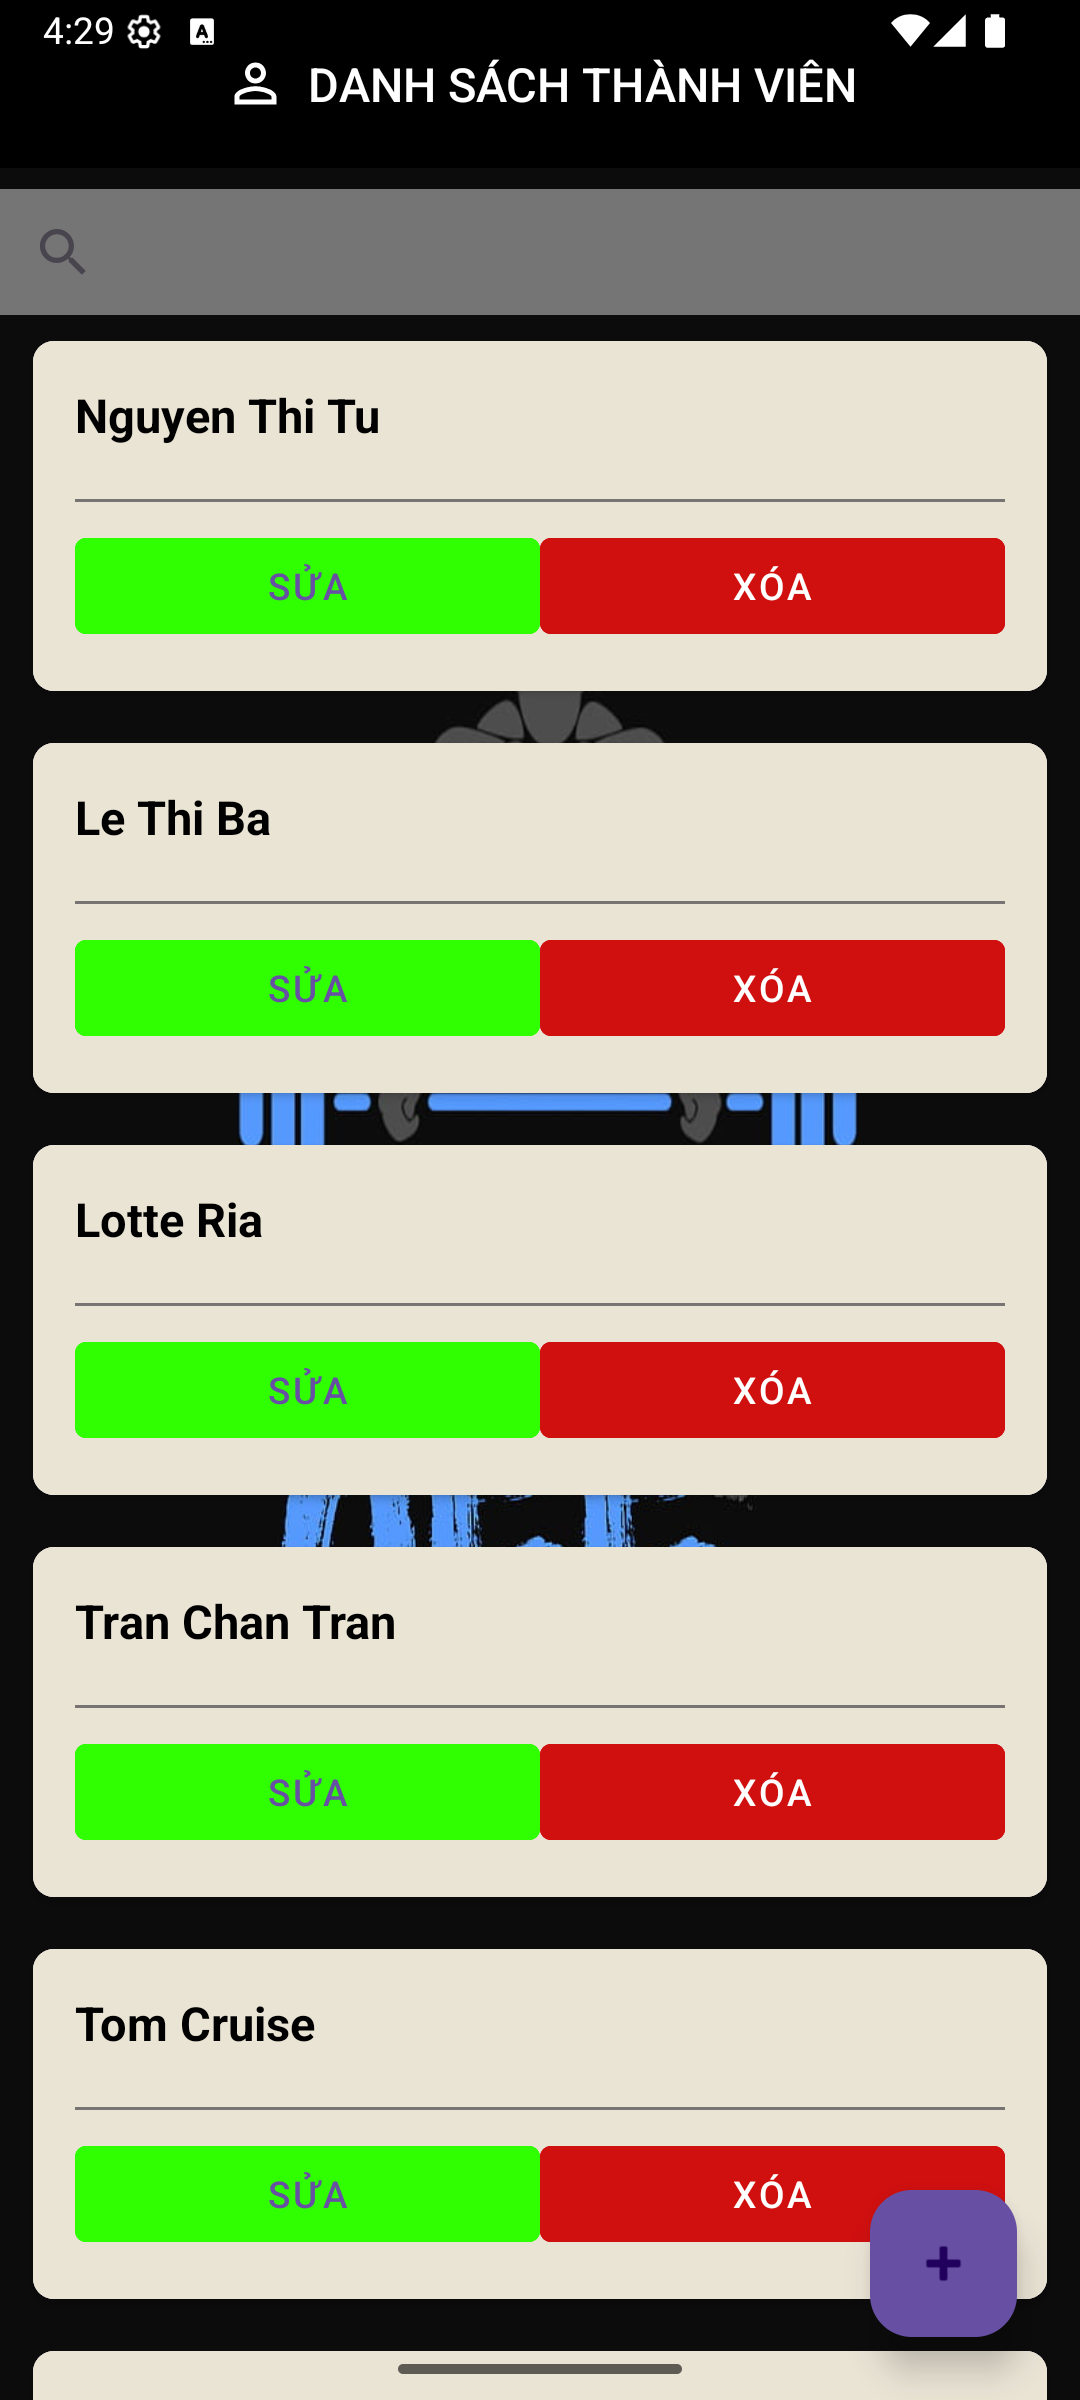 4:29
DANH SÁCH THÀNH VIÊN
Nguyen Thi Tu
SỬA XÓA
Le Thi Ba
SỬA XÓA
Lotte Ria
SỬA XÓA
Tran Chan Tran
SỬA XÓA
Tom Cruise
SỬA XÓA